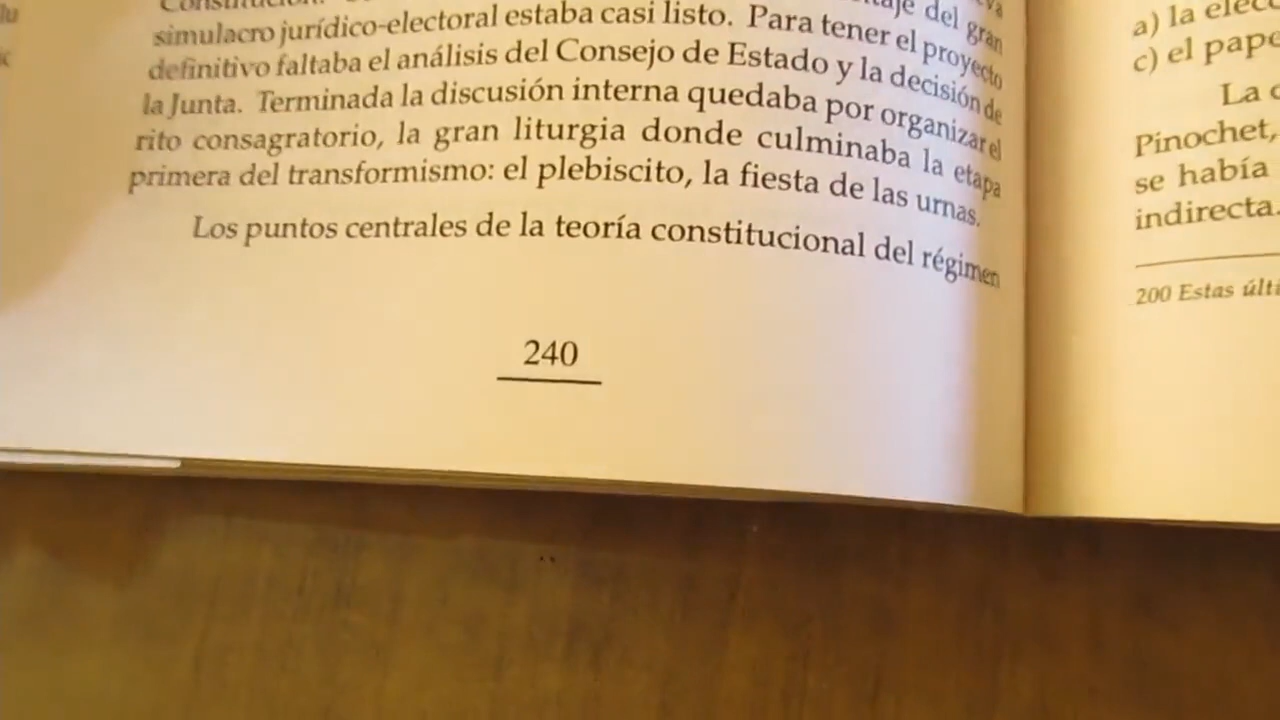 Constitución.
simulacro jurídico-electoral estaba casi listo. Para tener el proyecto
definitivo faltaba el análisis del Consejo de Estado y la decisión de
la Junta. Terminada la discusión interna quedaba por organizar el
rito consagratorio, la gran liturgia donde culminaba la etapa
primera del transformismo: el plebiscito, la fiesta de las urnas.
Los puntos centrales de la teoría constitucional del régimen
240
a) la
c) el
La
Pinochet,
se había
indirecta.
200 Estas